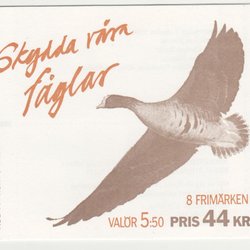 Skydda våra
fåglar
8 FRIMÄRKEN
VALÖR 5:50 PRIS 44 KR